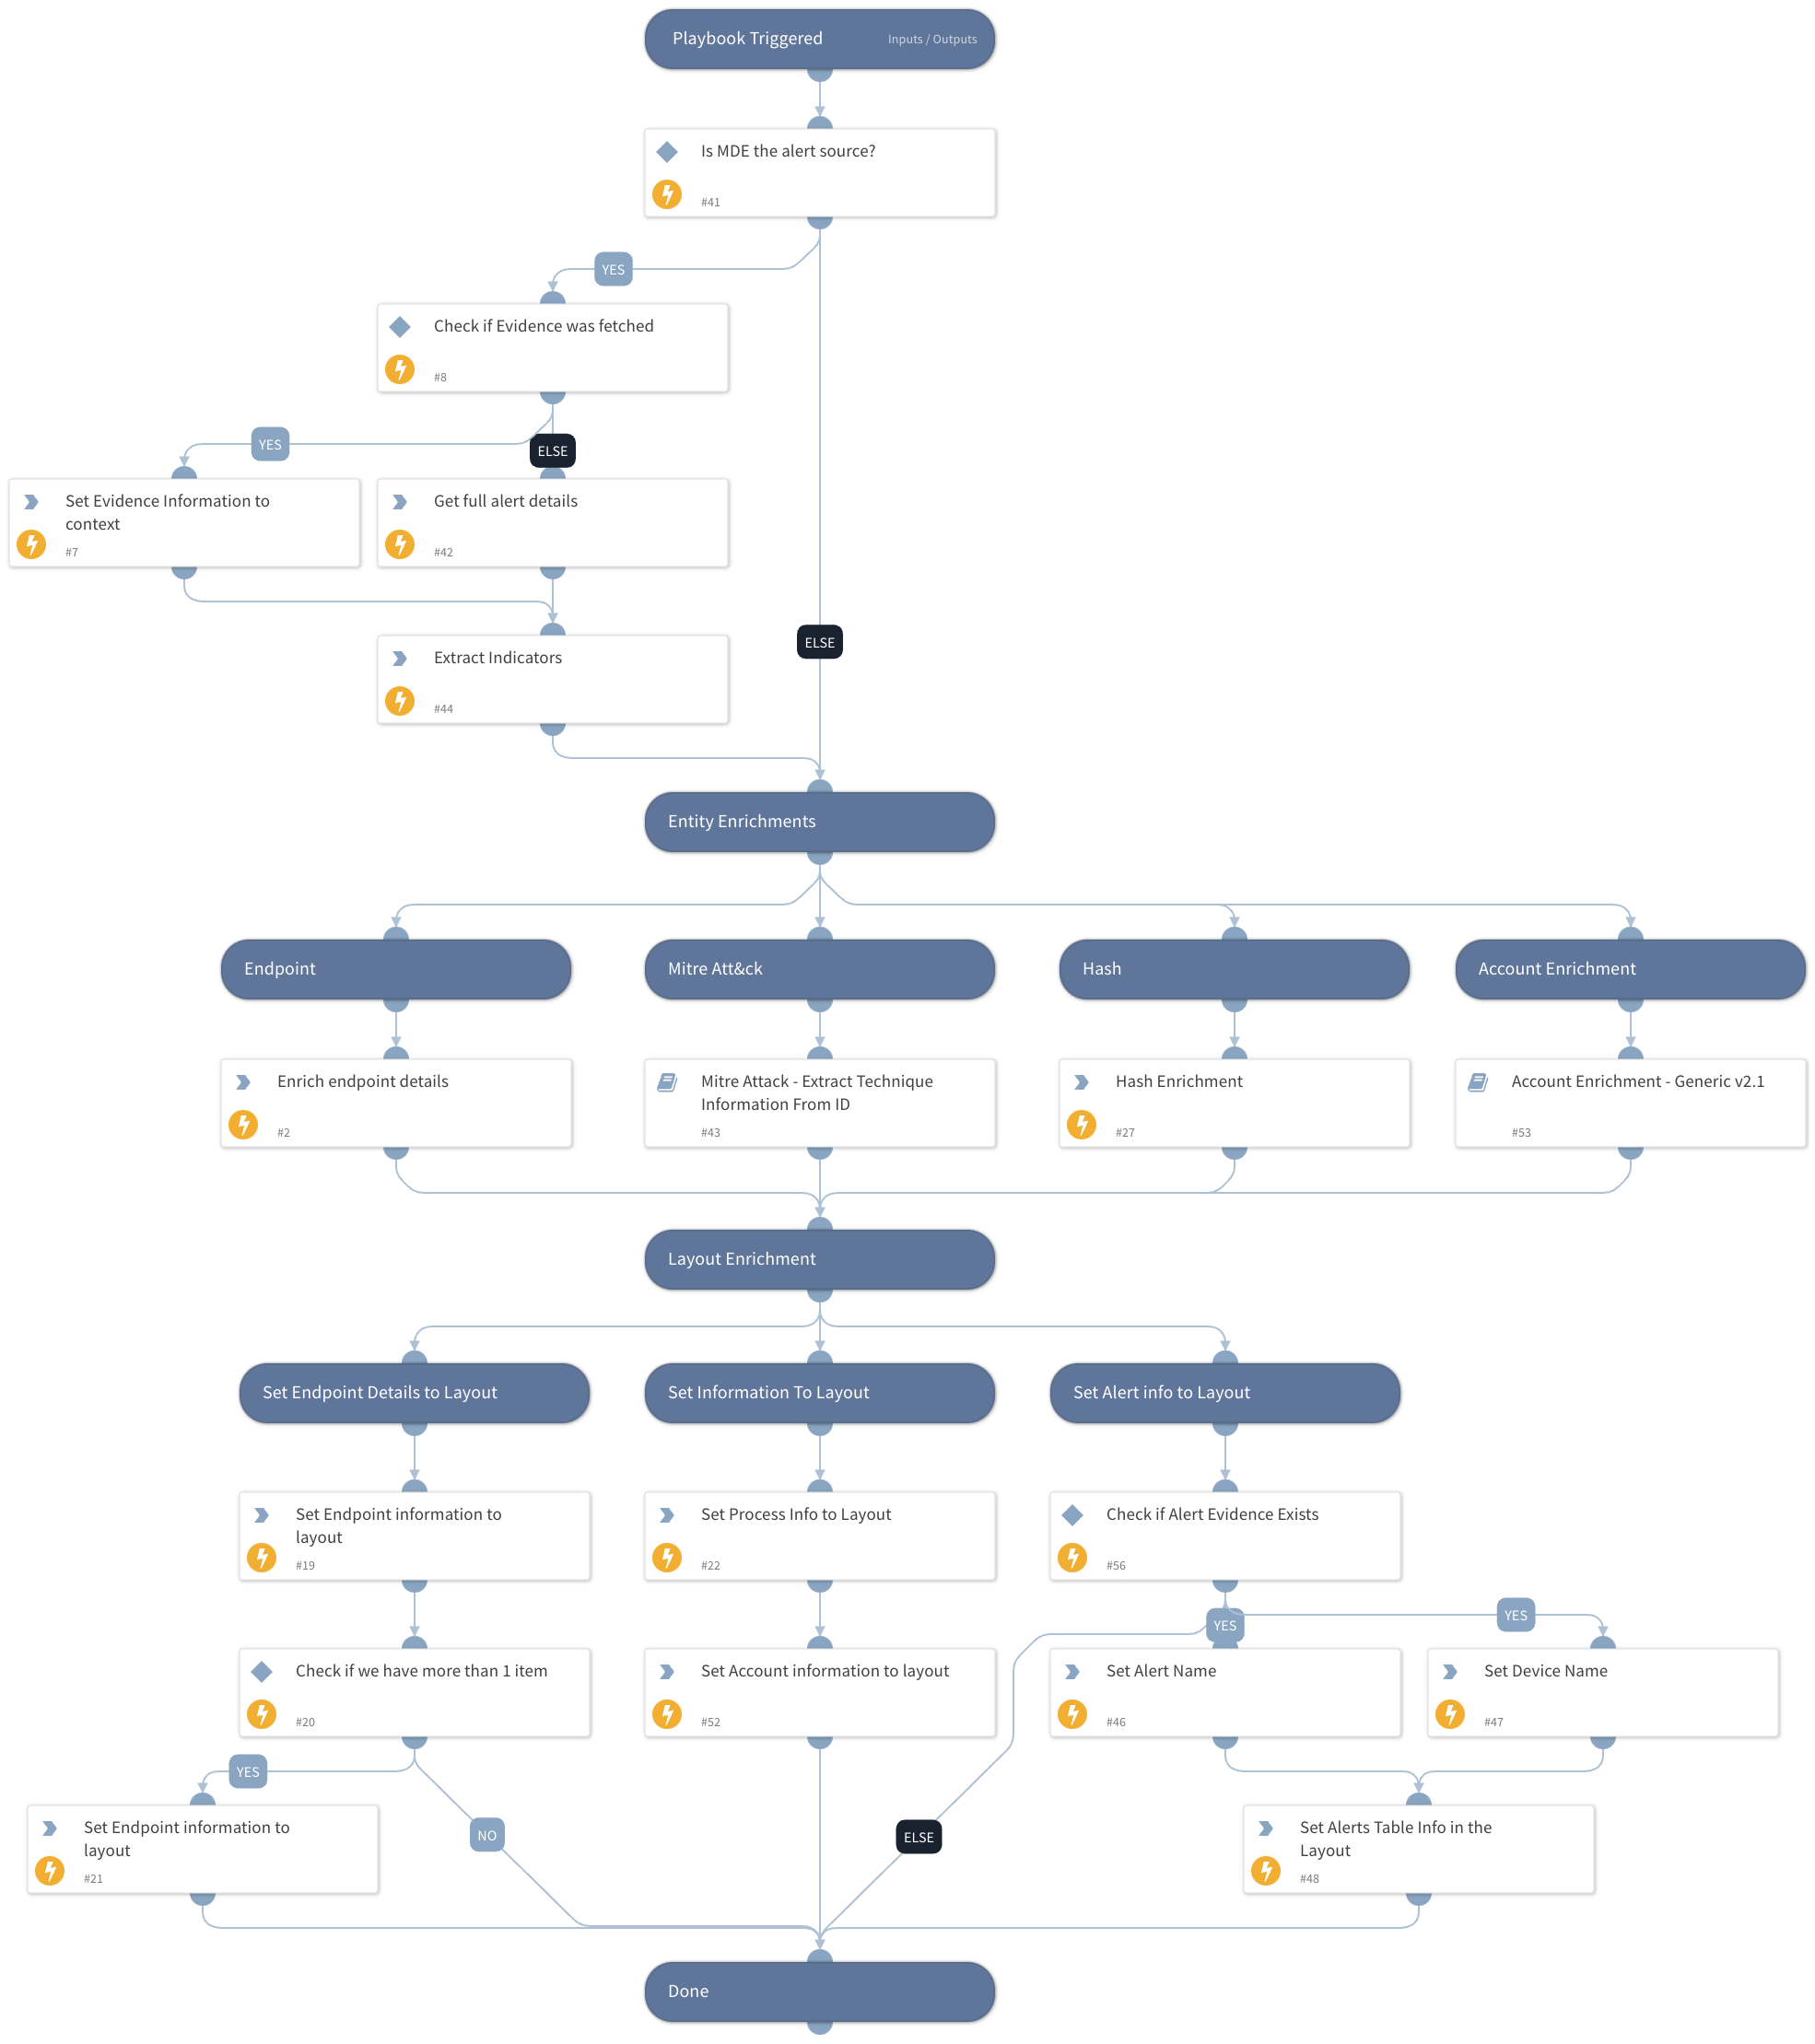 Playbook Triggered
Inputs / Outputs
Is MDE the alert source?
#41
YES
Check if Evidence was fetched
#8
YES
ELSE
Set Evidence Information to
context
#7
Get full alert details
#42
ELSE
Extract Indicators
#44
Entity Enrichments
Endpoint
Mitre Att&ck
Hash
Account Enrichment
Enrich endpoint details
#2
Mitre Attack - Extract Technique
Information From ID
#43
Hash Enrichment
#27
Account Enrichment - Generic v2.1
#53
Layout Enrichment
Set Endpoint Details to Layout
Set Information To Layout
Set Alert info to Layout
Set Endpoint information to
layout
#19
Set Process Info to Layout
#22
Check if Alert Evidence Exists
#56
YES
YES
Check if we have more than 1 item
#20
Set Account information to layout
#52
Set Alert Name
#46
Set Device Name
#47
YES
NO
ELSE
Set Endpoint information to
layout
#21
Set Alerts Table Info in the
Layout
#48
Done